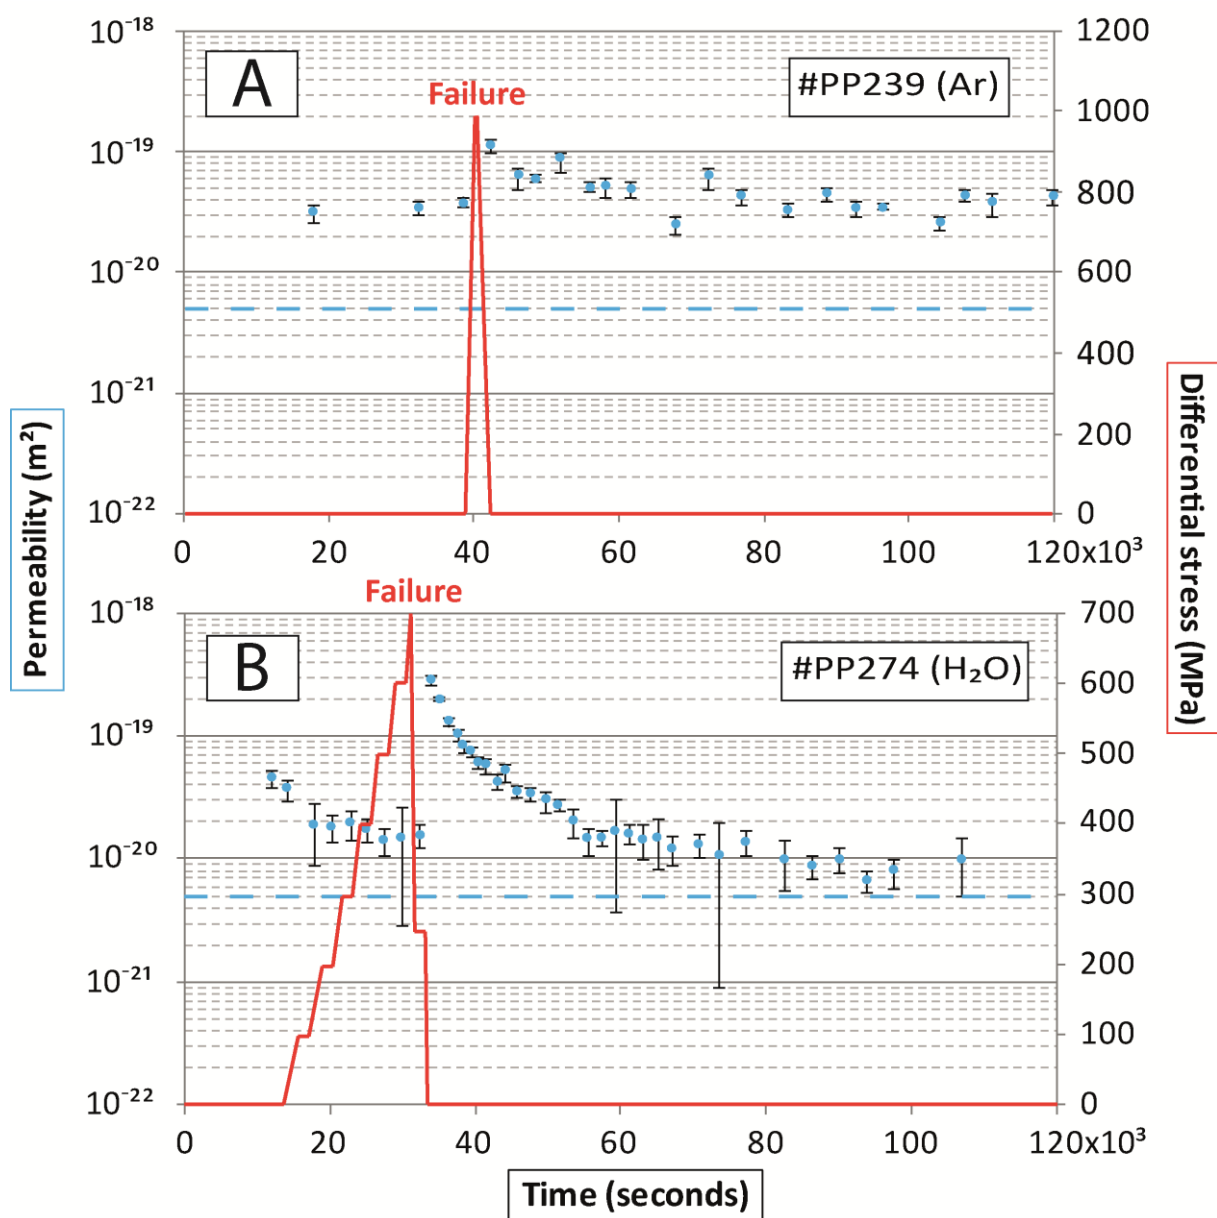 A
#PP239 (Ar)
Failure
10⁻¹⁸
10⁻¹⁹
10⁻²⁰
10⁻²¹
10⁻²²
1200
1000
800
600
400
200
0
0 20 40 60 80 100 120x10³
Permeability (m²)
Differential stress (MPa)
Failure
B
#PP274 (H₂O)
10⁻¹⁸
10⁻¹⁹
10⁻²⁰
10⁻²¹
10⁻²²
700
600
500
400
300
200
100
0
0 20 40 60 80 100 120x10³
Time (seconds)